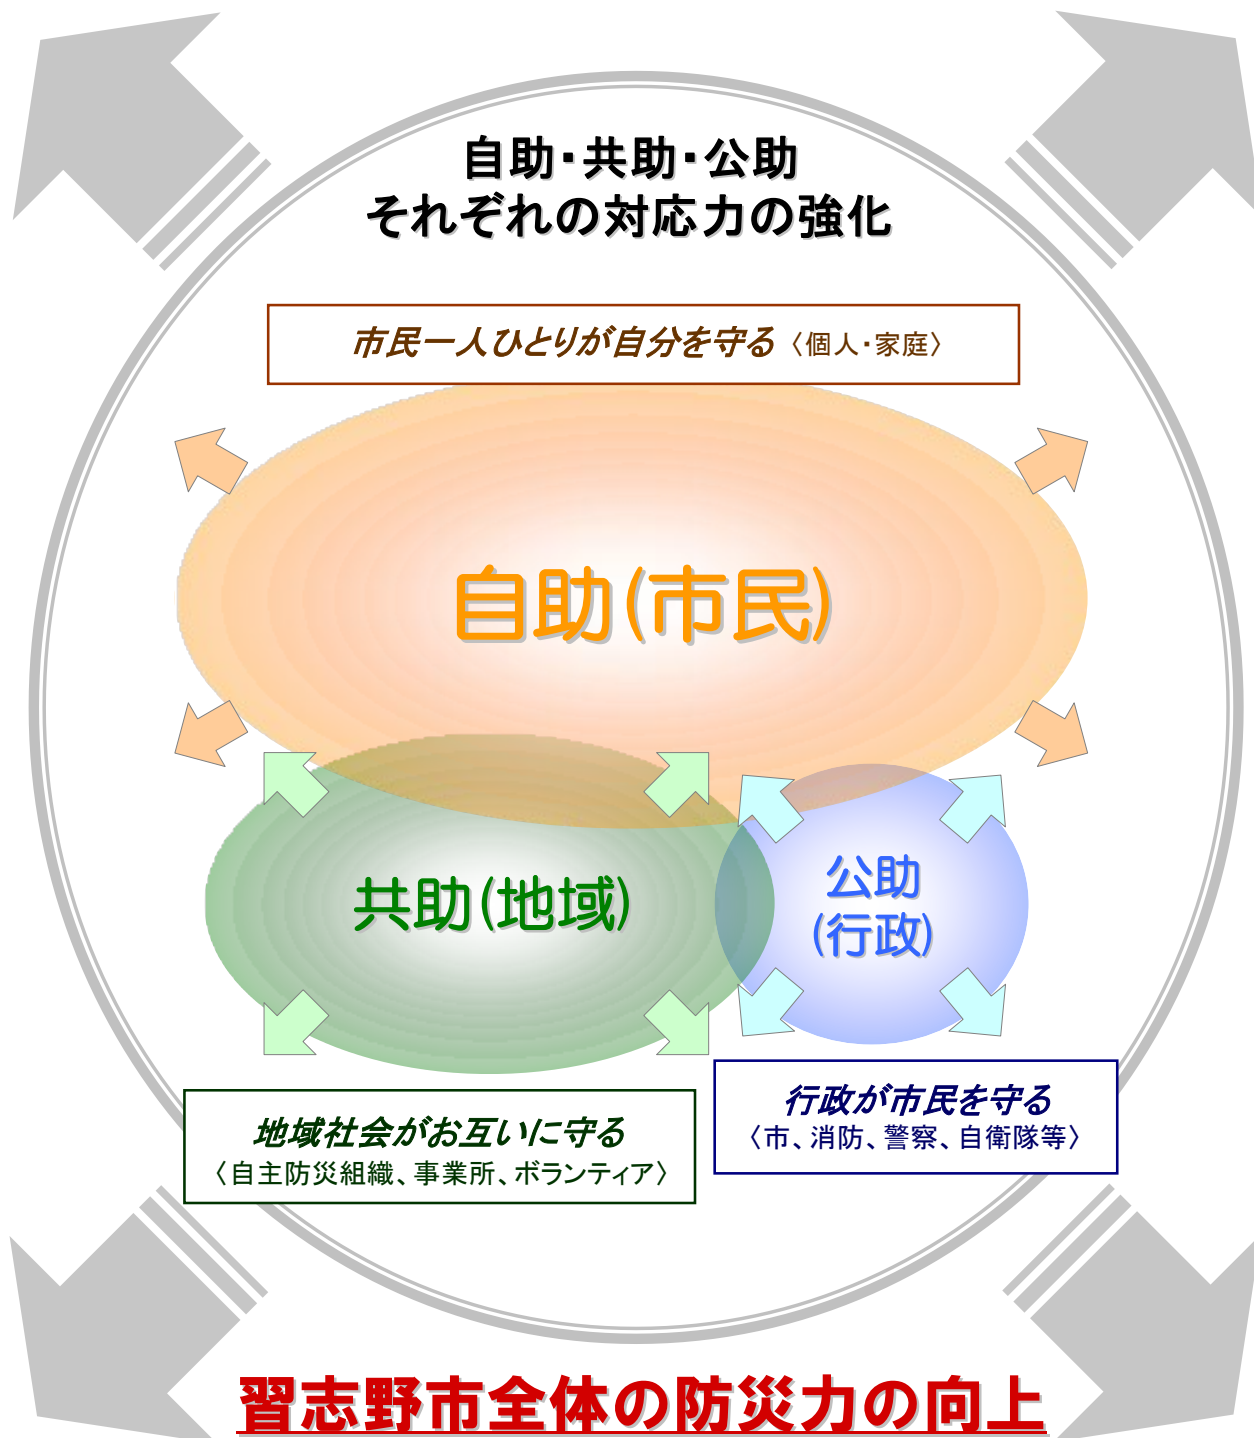 自助・共助・公助
それぞれの対応力の強化
市民一人ひとりが自分を守る〈個人・家庭〉
自助(市民)
共助(地域)
公助
(行政)
行政が市民を守る
〈市、消防、警察、自衛隊等〉
地域社会がお互いに守る
〈自主防災組織、事業所、ボランティア〉
習志野市全体の防災力の向上